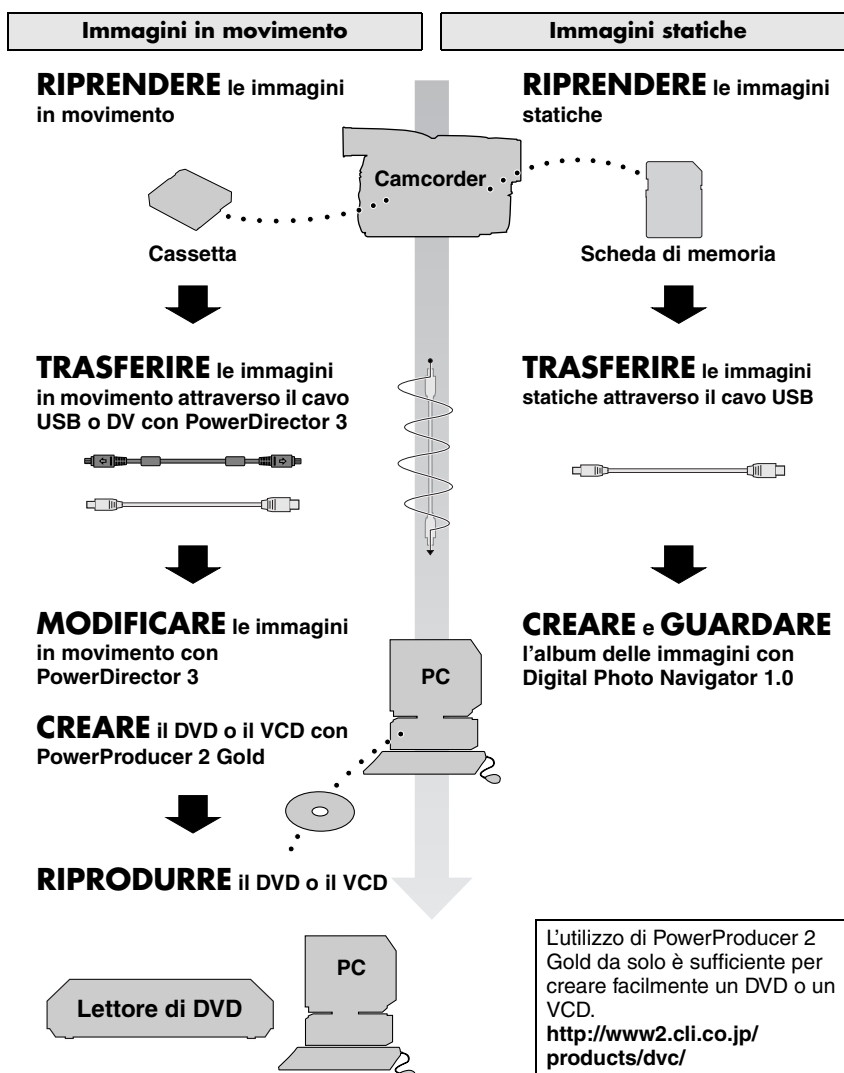 Immagini in movimento
Immagini statiche
RIPRENDERE le immagini
in movimento
RIPRENDERE le immagini
statiche
Camcorder
Cassetta
Scheda di memoria
TRASFERIRE le immagini
in movimento attraverso il cavo
USB o DV con PowerDirector 3
TRASFERIRE le immagini
statiche attraverso il cavo USB
MODIFICARE le immagini
in movimento con
PowerDirector 3
PC
CREARE e GUARDARE
l’album delle immagini con
Digital Photo Navigator 1.0
CREARE il DVD o il VCD con
PowerProducer 2 Gold
RIPRODURRE il DVD o il VCD
Lettore di DVD
PC
L’utilizzo di PowerProducer 2
Gold da solo è sufficiente per
creare facilmente un DVD o un
VCD.
http://www2.cli.co.jp/
products/dvc/